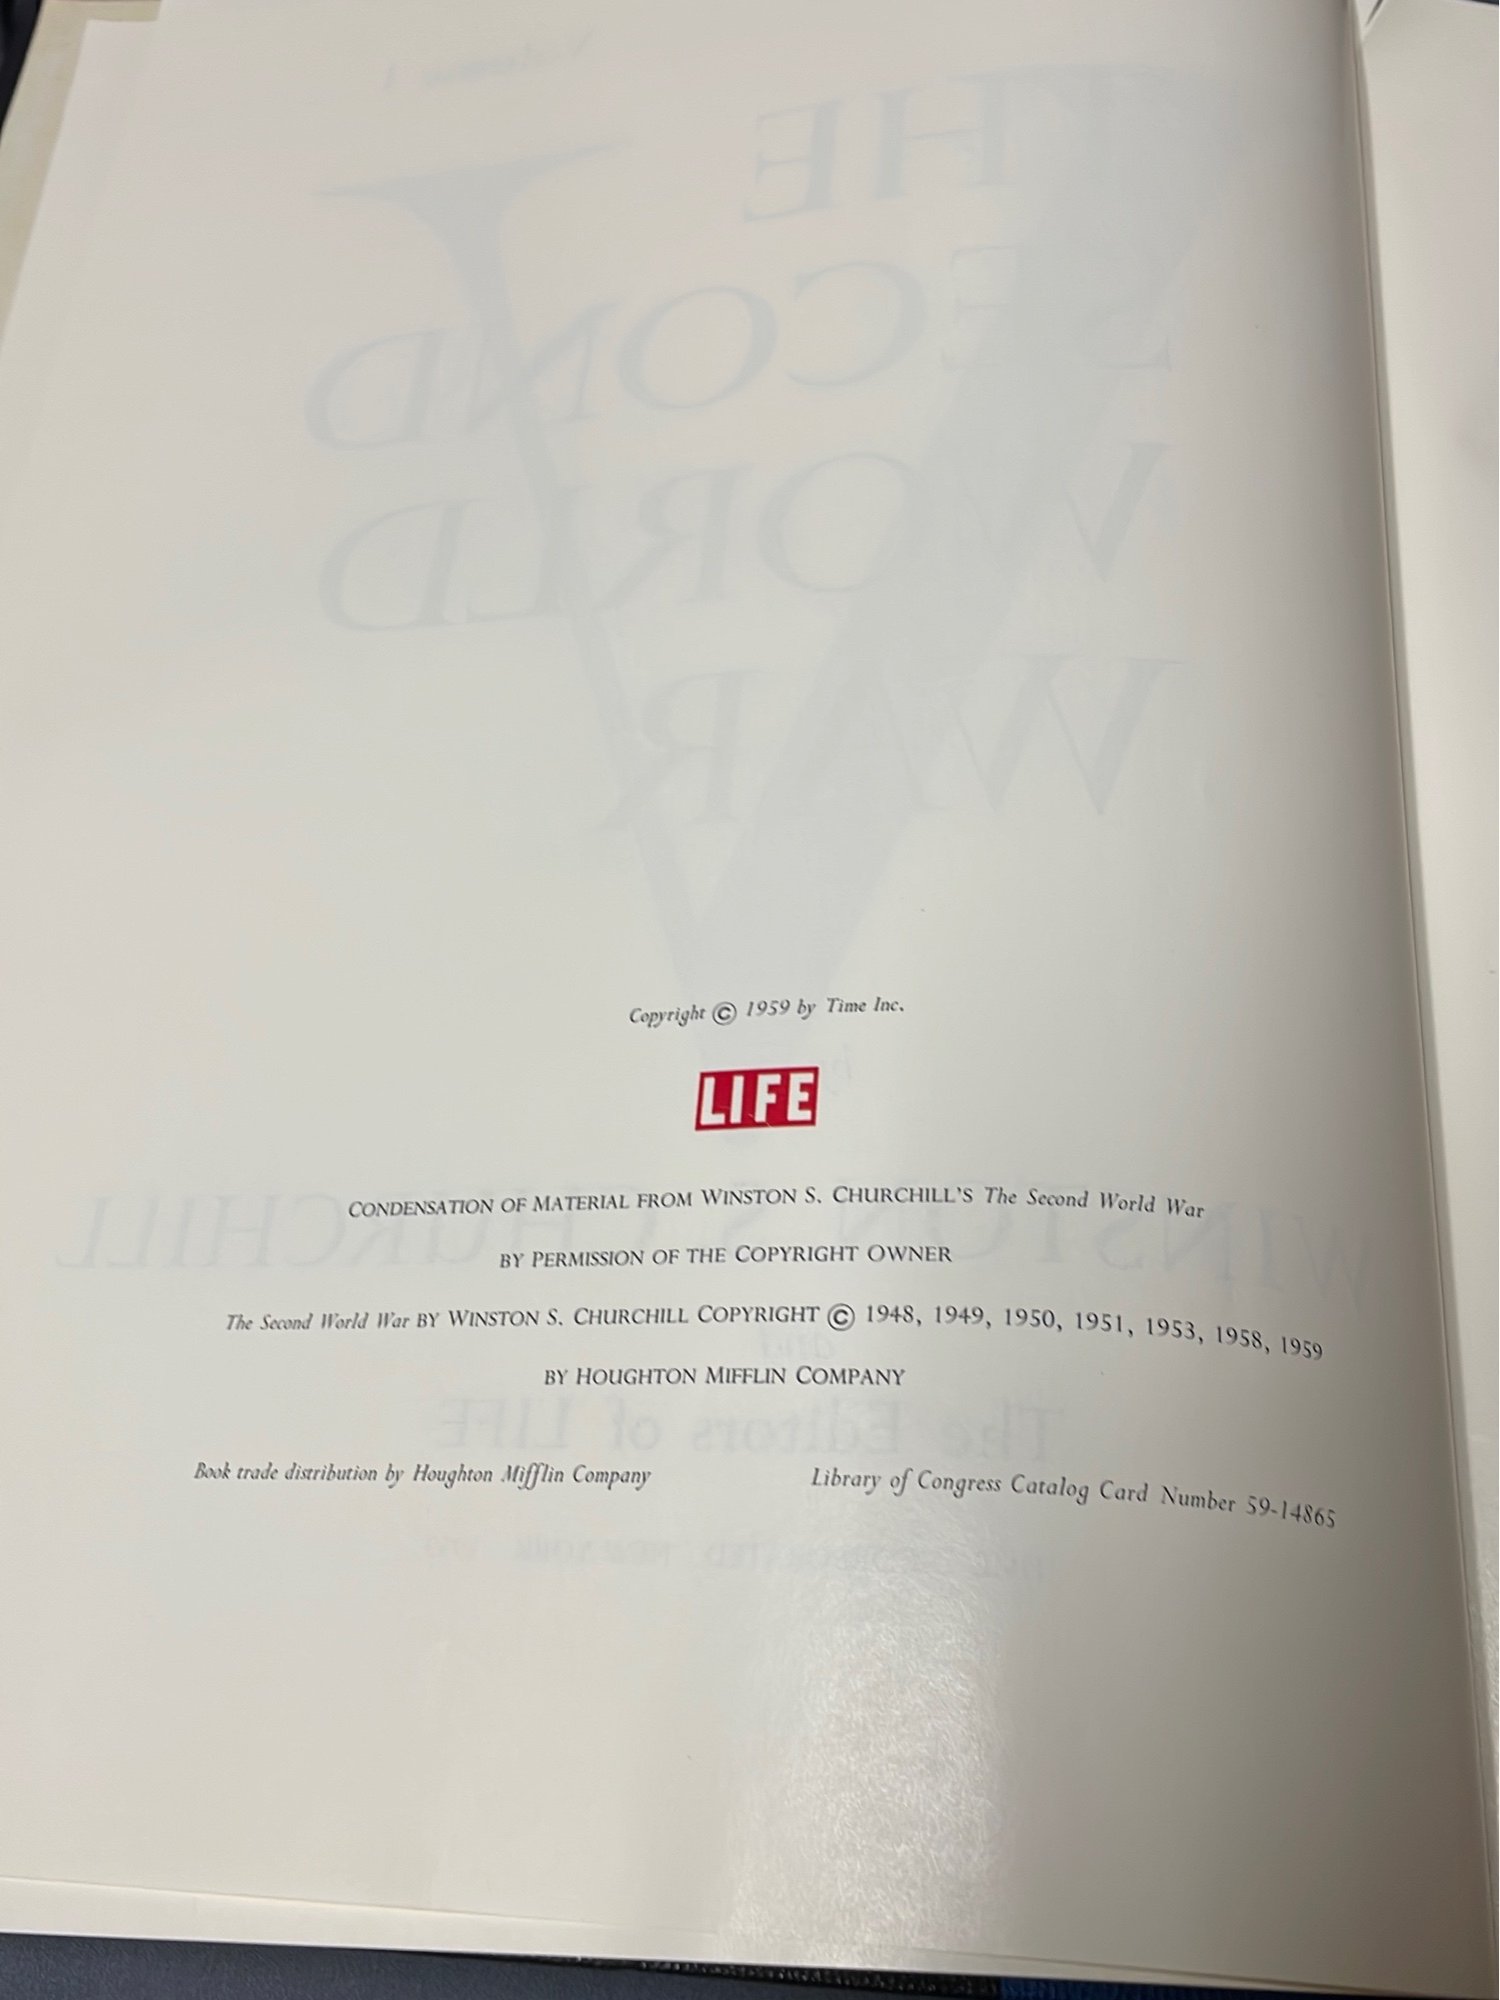 Copyright © 1959 by Time Inc.
LIFE
CONDENSATION OF MATERIAL FROM WINSTON S. CHURCHILL'S The Second World War
BY PERMISSION OF THE COPYRIGHT OWNER
The Second World War BY WINSTON S. CHURCHILL COPYRIGHT © 1948, 1949, 1950, 1951, 1953, 1958, 1959
BY HOUGHTON MIFFLIN COMPANY
Book trade distribution by Houghton Mifflin Company
Library of Congress Catalog Card Number 59-14865